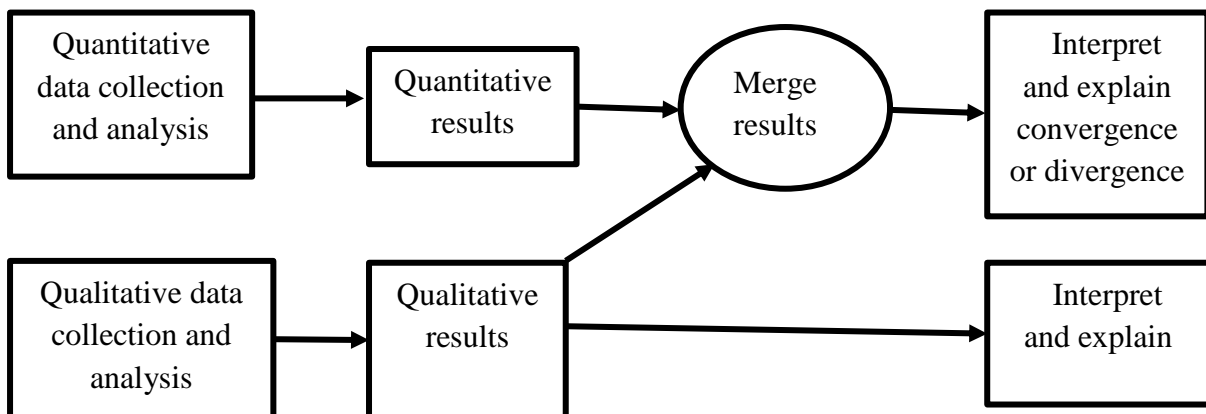 Quantitative
data collection
and analysis
Quantitative
results
Merge
results
Interpret
and explain
convergence
or divergence
Qualitative data
collection and
analysis
Qualitative
results
Interpret
and explain